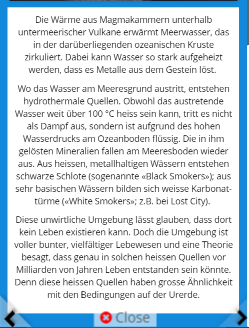 Die Wärme aus Magmakammern unterhalb
untermeerischer Vulkane erwärmt Meerwasser, das
in der darüberliegenden ozeanischen Kruste
zirkuliert. Dabei kann Wasser so stark aufgeheizt
werden, dass es Metalle aus dem Gestein löst.
Wo das Wasser am Meeresgrund austritt, entstehen
hydrothermale Quellen. Obwohl das austretende
Wasser weit über 100 °C heiss sein kann, tritt es nicht
als Dampf aus, sondern ist aufgrund des hohen
Wasserdrucks am Ozeanboden flüssig. Die in ihm
gelösten Mineralien fallen am Meeresboden wieder
aus. Aus heissen, metallhaltigen Wässern entstehen
schwarze Schlote (sogenannte «Black Smokers»); aus
sehr basischen Wässern bilden sich weisse Karbonat-
türme («White Smokers»; z.B. bei Lost City).
Diese unwirtliche Umgebung lässt glauben, dass dort
kein Leben existieren kann. Doch die Umgebung ist
voller bunter, vielfältiger Lebewesen und eine Theorie
besagt, dass genau in solchen heissen Quellen vor
Milliarden von Jahren Leben entstanden sein könnte.
Denn diese heissen Quellen haben grosse Ähnlichkeit
mit den Bedingungen auf der Urerde.
Close